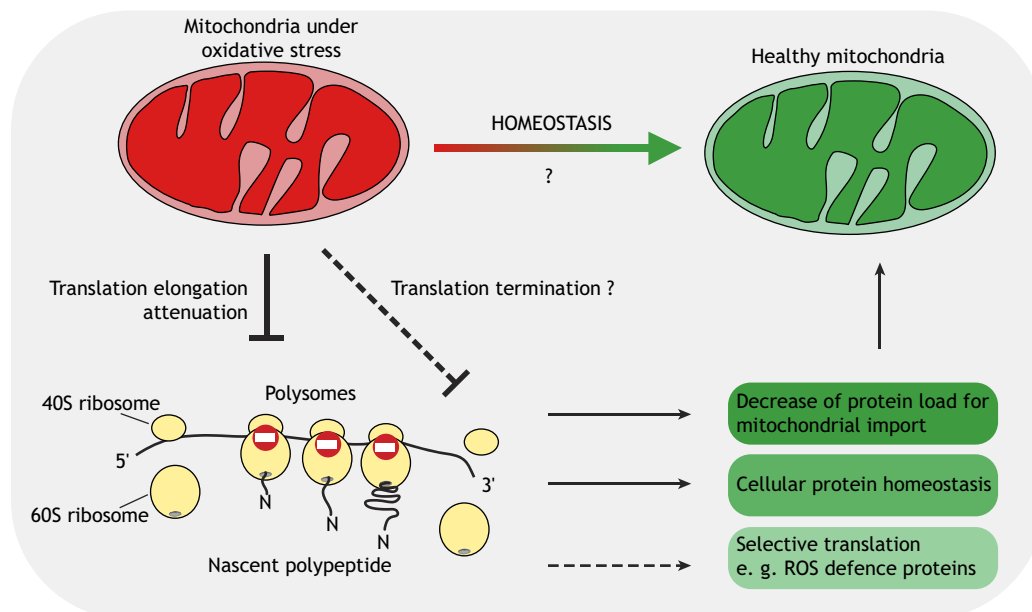 Mitochondria under
oxidative stress
Healthy mitochondria
HOMEOSTASIS
?
Translation elongation
attenuation
Translation termination ?
Polysomes
40S ribosome
5'
3'
60S ribosome
N
N
N
Nascent polypeptide
Decrease of protein load for
mitochondrial import
Cellular protein homeostasis
Selective translation
e. g. ROS defence proteins